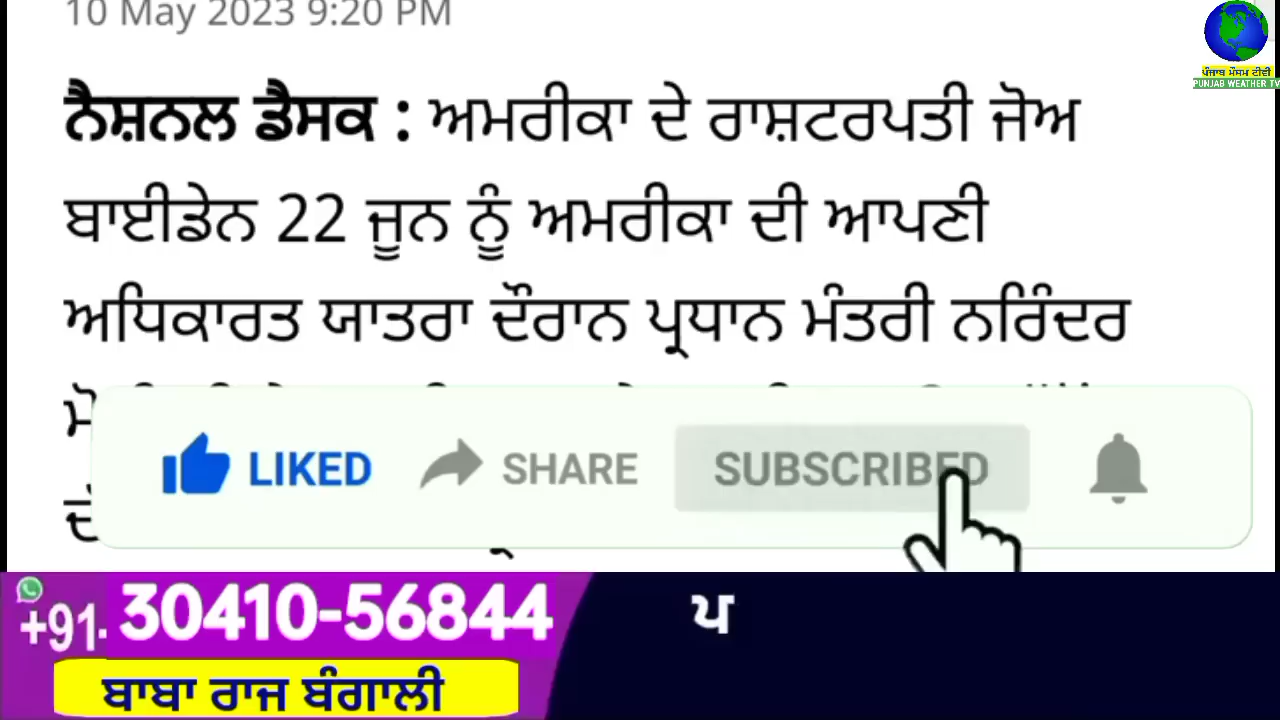 10 May 2023 9:20 PM
ਪੰਜਾਬ ਮੌਸਮ ਟੀਵੀ
PUNJAB WEATHER TV
ਨੈਸ਼ਨਲ ਡੈਸਕ : ਅਮਰੀਕਾ ਦੇ ਰਾਸ਼ਟਰਪਤੀ ਜੋਅ
ਬਾਈਡੇਨ 22 ਜੂਨ ਨੂੰ ਅਮਰੀਕਾ ਦੀ ਆਪਣੀ
ਅਧਿਕਾਰਤ ਯਾਤਰਾ ਦੌਰਾਨ ਪ੍ਰਧਾਨ ਮੰਤਰੀ ਨਰਿੰਦਰ
LIKED SHARE SUBSCRIBED
+91- 30410-56844
ਪ
ਬਾਬਾ ਰਾਜ ਬੰਗਾਲੀ